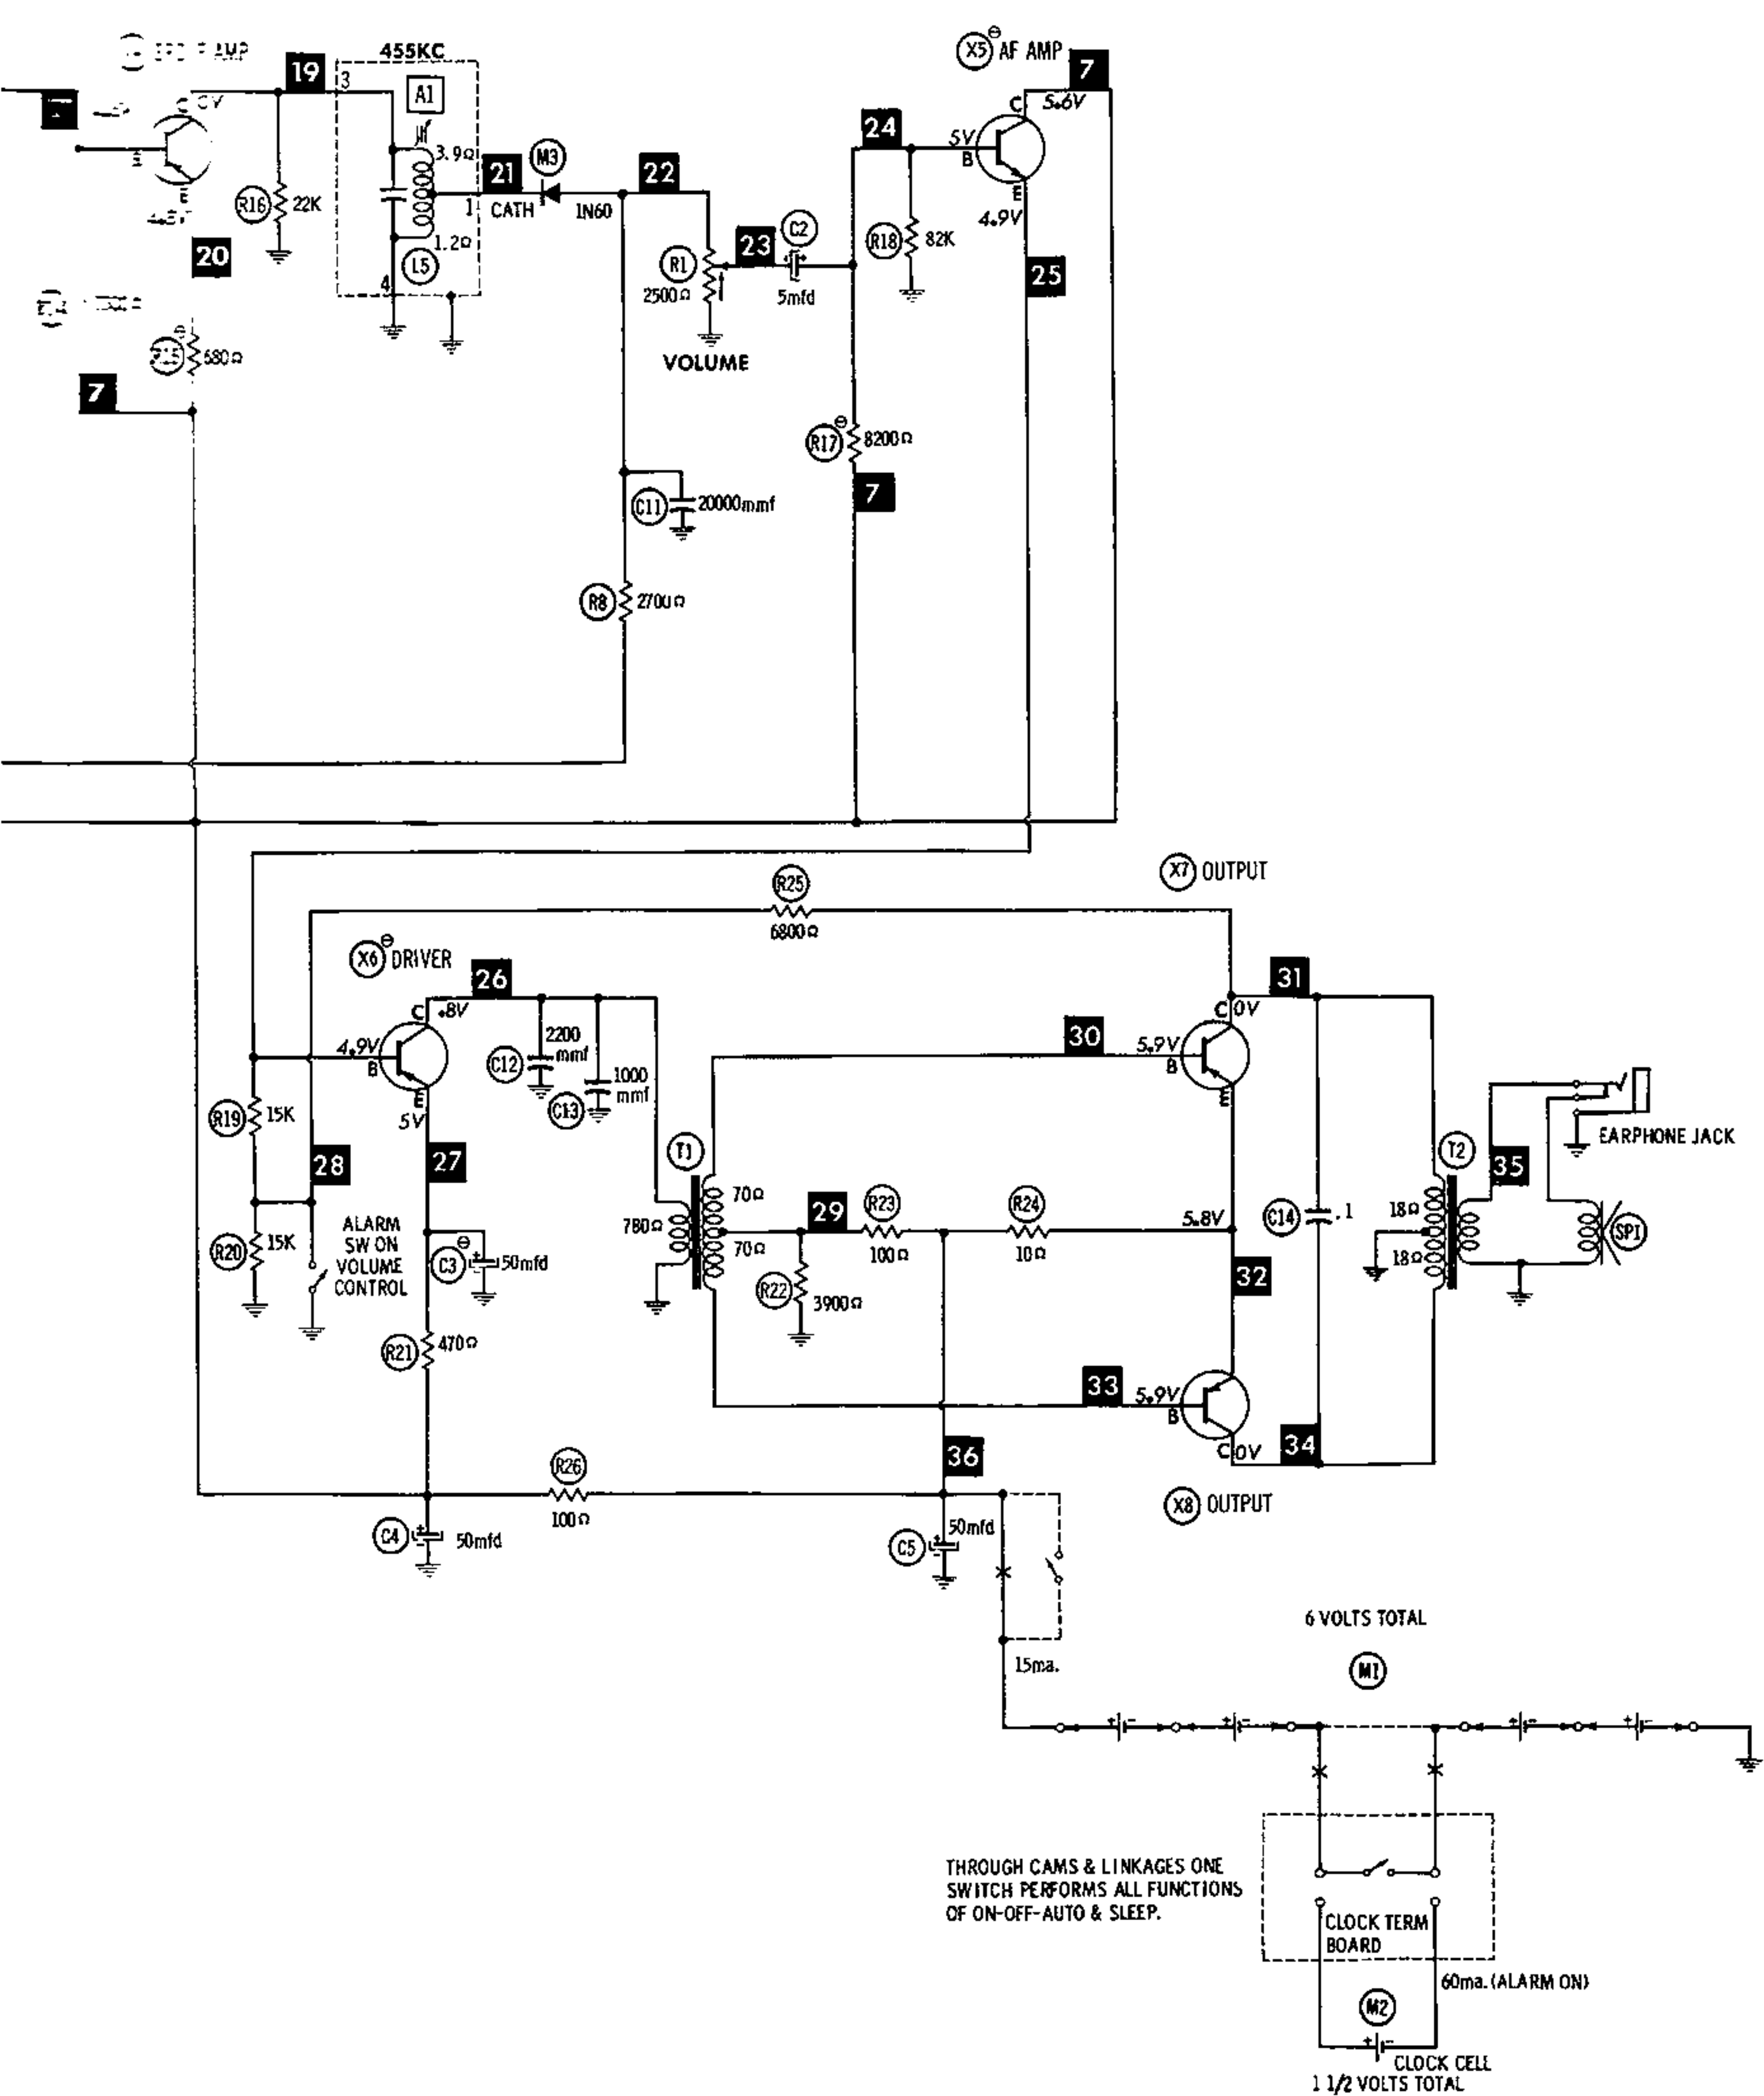 455KC
X5 AF AMP
19
3
A1
7
C
5.6V
24
5V
B
E
4.9V
25
C
E
R16
22K
3.9Ω
21
M3
CATH
1N60
1
1.2Ω
L5
4
22
R1
2500Ω
VOLUME
23
C2
5mfd
R18
82K
20
680Ω
7
R17
8200Ω
7
C11
20000mmf
R8
2700Ω
R25
6800Ω
X7 OUTPUT
X6 DRIVER
26
C
.8V
4.9V
B
E
5V
27
C12
2200
mmf
C13
1000
mmf
R19
15K
28
R20
15K
ALARM
SW ON
VOLUME
CONTROL
C3
50mfd
R21
470Ω
T1
780Ω
70Ω
70Ω
29
R23
100Ω
R22
3900Ω
R24
10Ω
5.8V
30
5.9V
B
C
0V
E
31
32
33
5.9V
B
C
0V
34
C14
.1
T2
18Ω
18Ω
35
EARPHONE JACK
SP1
X8 OUTPUT
R26
100Ω
36
C4
50mfd
C5
50mfd
15ma.
6 VOLTS TOTAL
M1
THROUGH CAMS & LINKAGES ONE
SWITCH PERFORMS ALL FUNCTIONS
OF ON-OFF-AUTO & SLEEP.
CLOCK TERM
BOARD
60ma. (ALARM ON)
M2
CLOCK CELL
1 1/2 VOLTS TOTAL